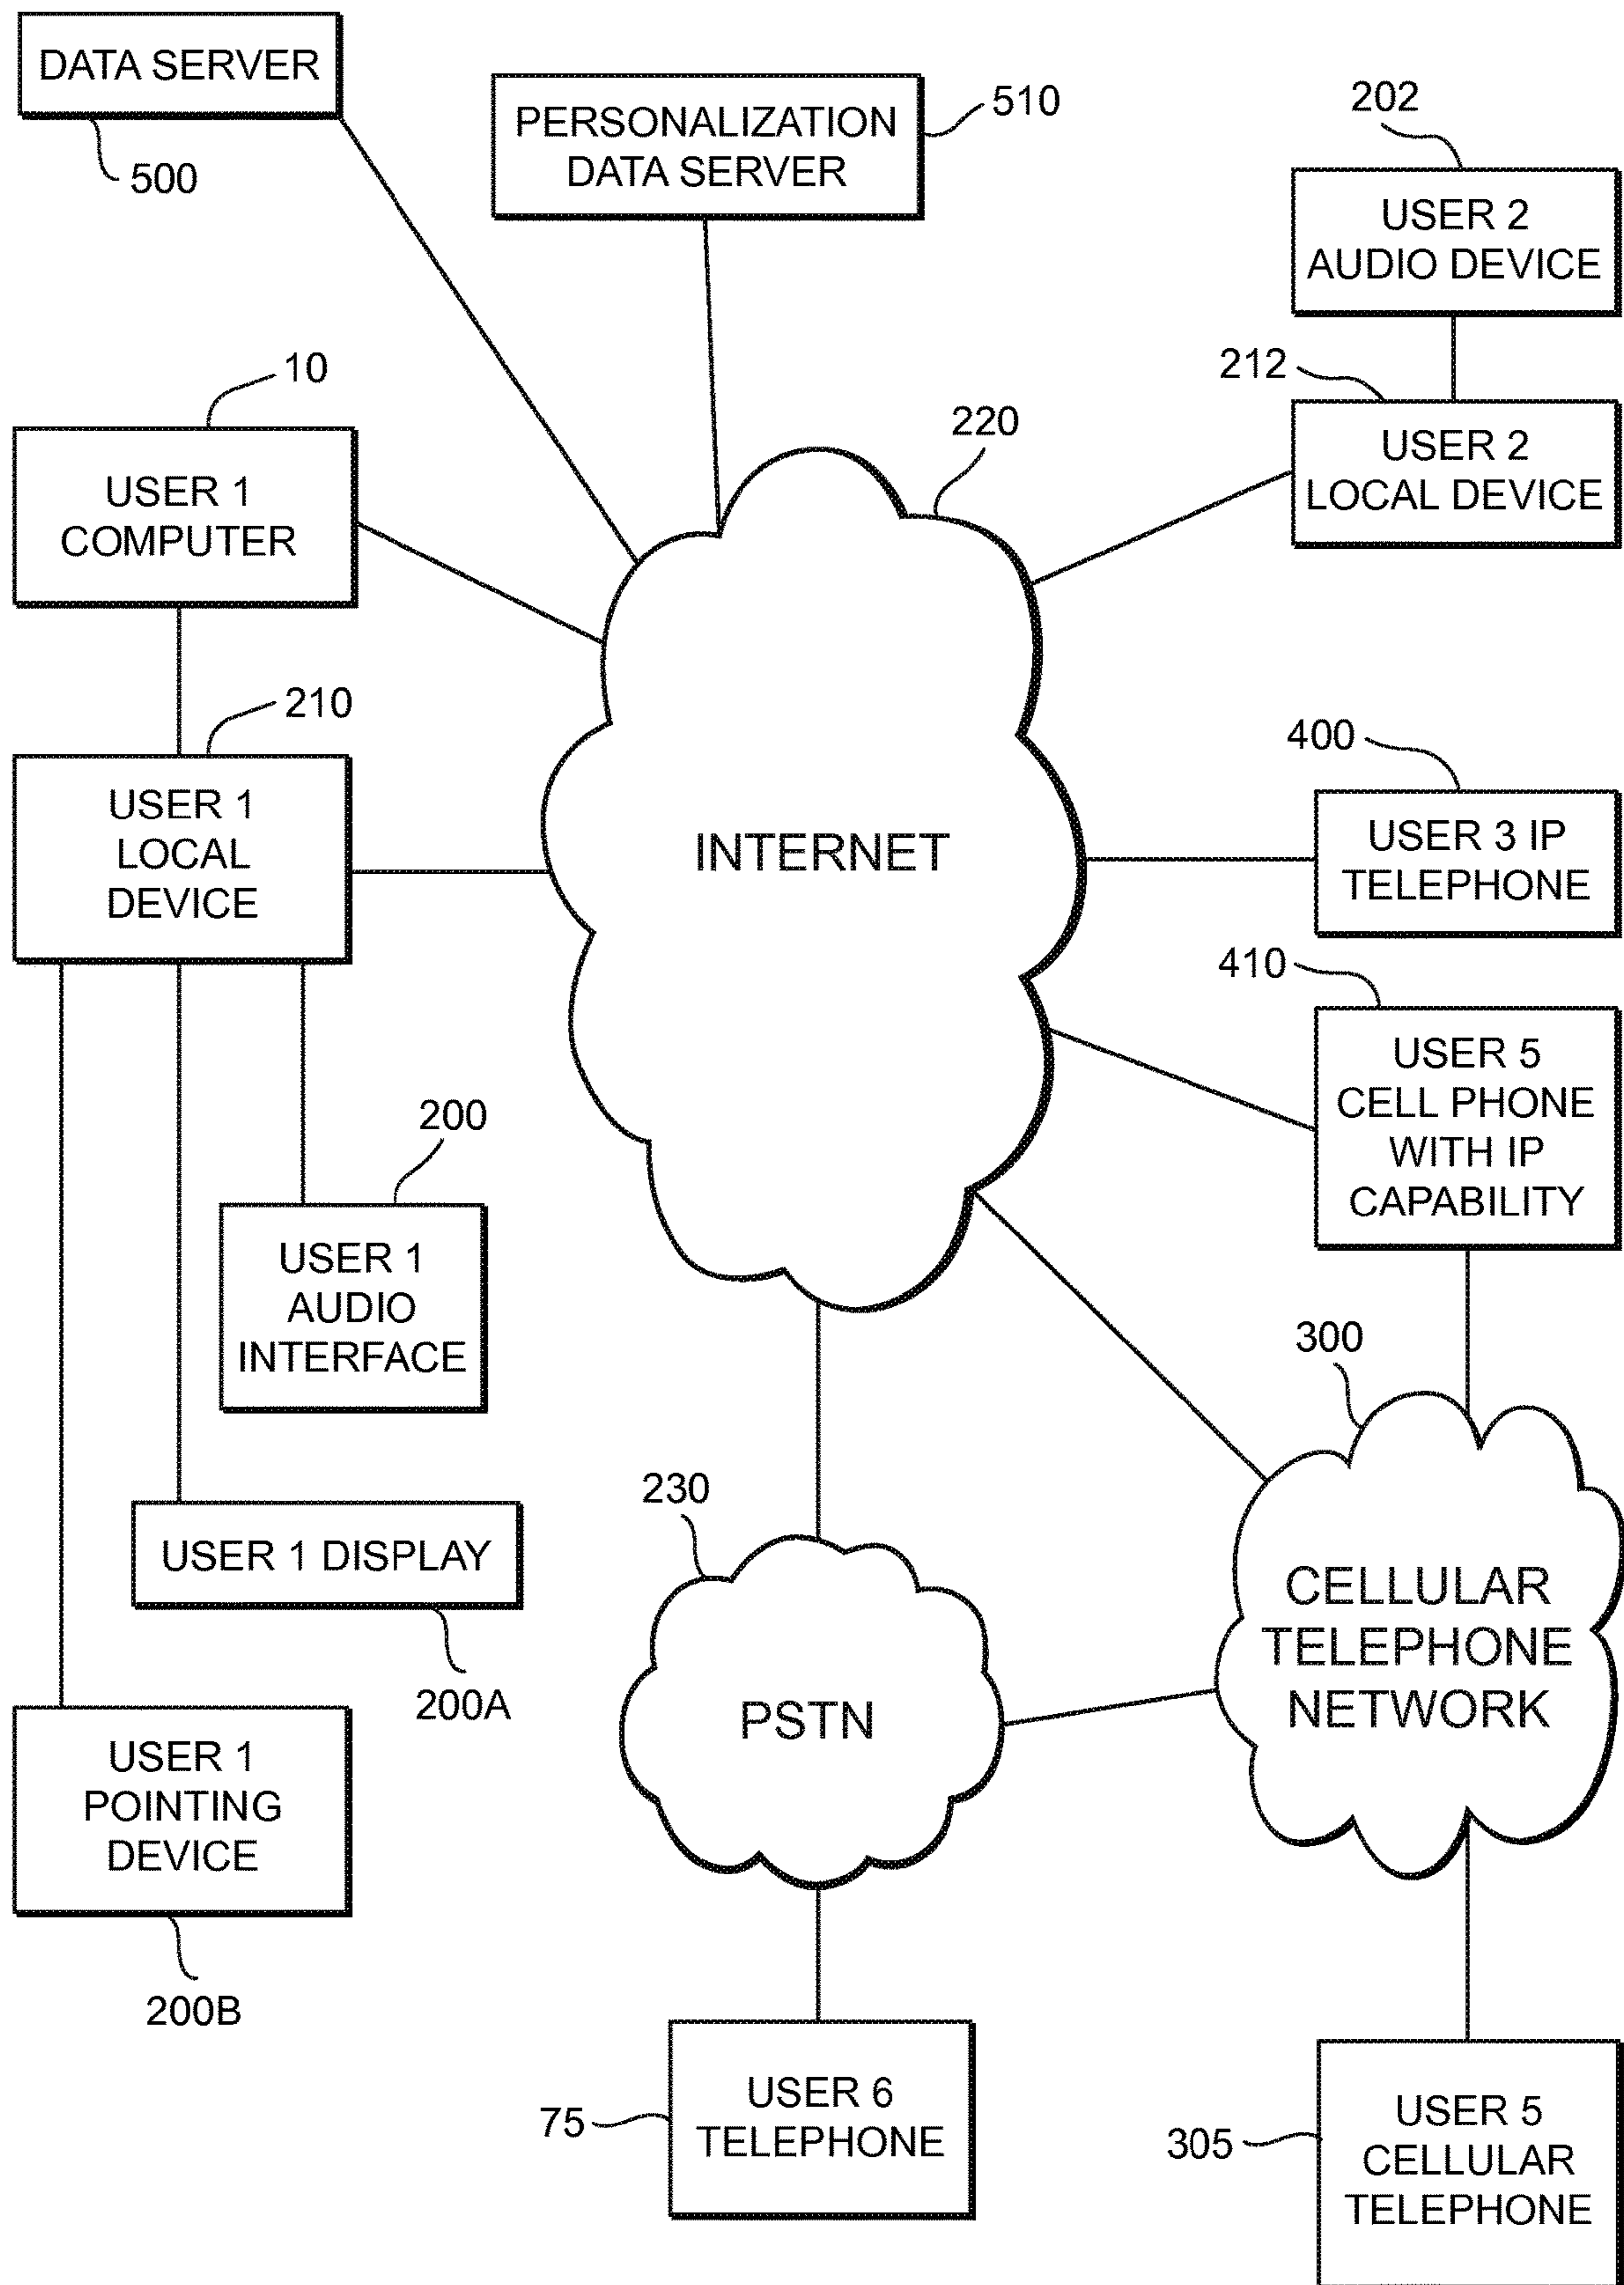 DATA SERVER
500
PERSONALIZATION
DATA SERVER
510
202
USER 2
AUDIO DEVICE
212
USER 2
LOCAL DEVICE
10
USER 1
COMPUTER
220
INTERNET
210
USER 1
LOCAL
DEVICE
400
USER 3 IP
TELEPHONE
410
USER 5
CELL PHONE
WITH IP
CAPABILITY
200
USER 1
AUDIO
INTERFACE
300
CELLULAR
TELEPHONE
NETWORK
230
PSTN
USER 1 DISPLAY
200A
USER 1
POINTING
DEVICE
200B
75
USER 6
TELEPHONE
305
USER 5
CELLULAR
TELEPHONE